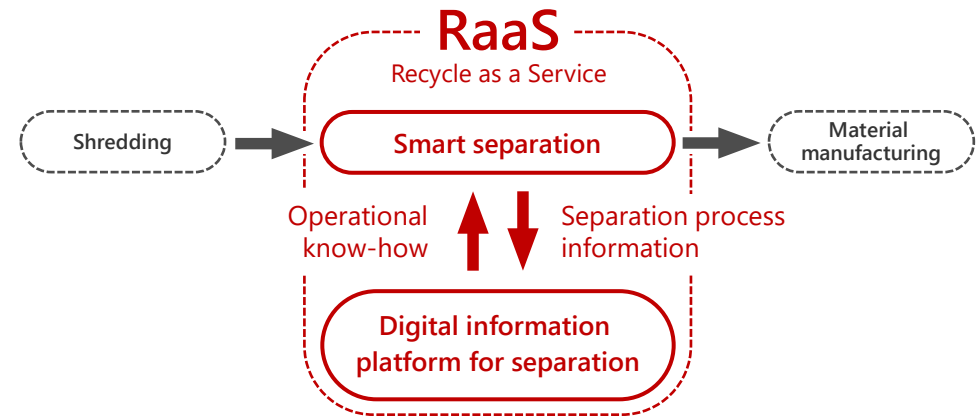 RaaS
Recycle as a Service
Shredding
Smart separation
Material
manufacturing
Operational
know-how
Separation process
information
Digital information
platform for separation